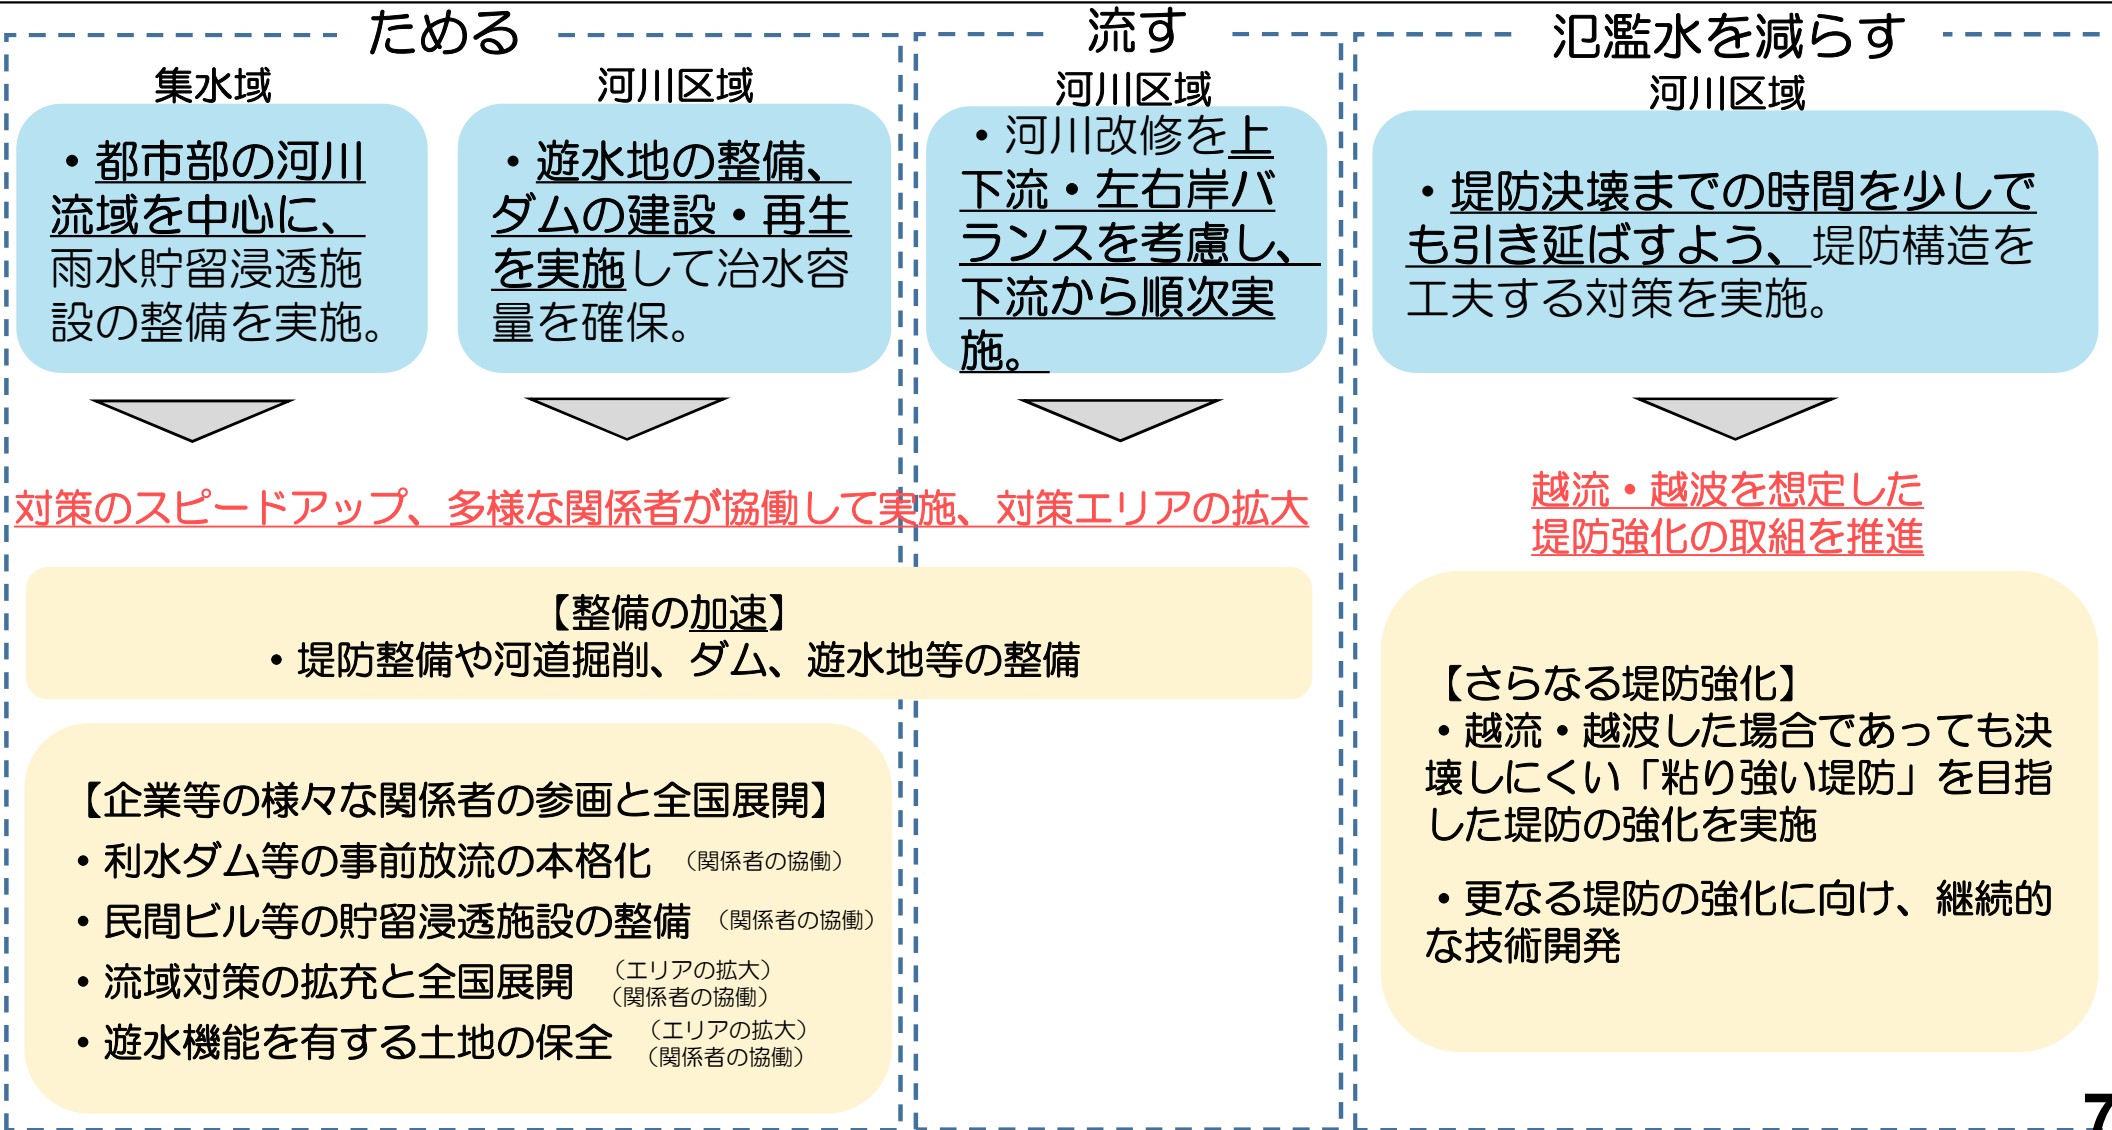 ためる
集水域
・都市部の河川
流域を中心に、
雨水貯留浸透施
設の整備を実施。
河川区域
・遊水地の整備、
ダムの建設・再生
を実施して治水容
量を確保。
流す
河川区域
・河川改修を上
下流・左右岸バ
ランスを考慮し、
下流から順次実
施。
氾濫水を減らす
河川区域
・堤防決壊までの時間を少しで
も引き延ばすよう、堤防構造を
工夫する対策を実施。
対策のスピードアップ、多様な関係者が協働して実施、対策エリアの拡大
【整備の加速】
・堤防整備や河道掘削、ダム、遊水地等の整備
【企業等の様々な関係者の参画と全国展開】
・利水ダム等の事前放流の本格化 （関係者の協働）
・民間ビル等の貯留浸透施設の整備 （関係者の協働）
・流域対策の拡充と全国展開 （エリアの拡大）
（関係者の協働）
・遊水機能を有する土地の保全 （エリアの拡大）
（関係者の協働）
越流・越波を想定した
堤防強化の取組を推進
【さらなる堤防強化】
・越流・越波した場合であっても決
壊しにくい「粘り強い堤防」を目指
した堤防の強化を実施
・更なる堤防の強化に向け、継続的
な技術開発
7